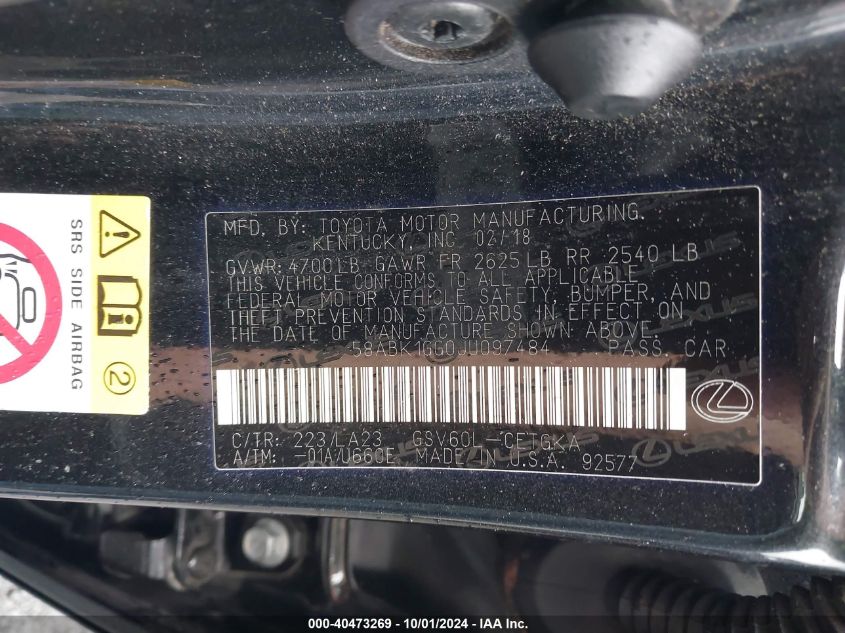 SRS SIDE AIRBAG
2
MFD. BY: TOYOTA MOTOR MANUFACTURING,
KENTUCKY, INC 02/18
GVWR: 4700LB GAWR FR 2625LB RR 2540 LB
THIS VEHICLE CONFORMS TO ALL APPLICABLE
FEDERAL MOTOR VEHICLE SAFETY, BUMPER, AND
THEFT PREVENTION STANDARDS IN EFFECT ON
THE DATE OF MANUFACTURE SHOWN ABOVE.
58ABK1GG0JU097484 PASS. CAR
LEXUS
C/TR: 223/LA23 GSV60L-CETGKA
A/TM: -01A/U660E MADE IN U.S.A. 92577
000-40473269 - 10/01/2024 - COPYRIGHT IAA, LLC.